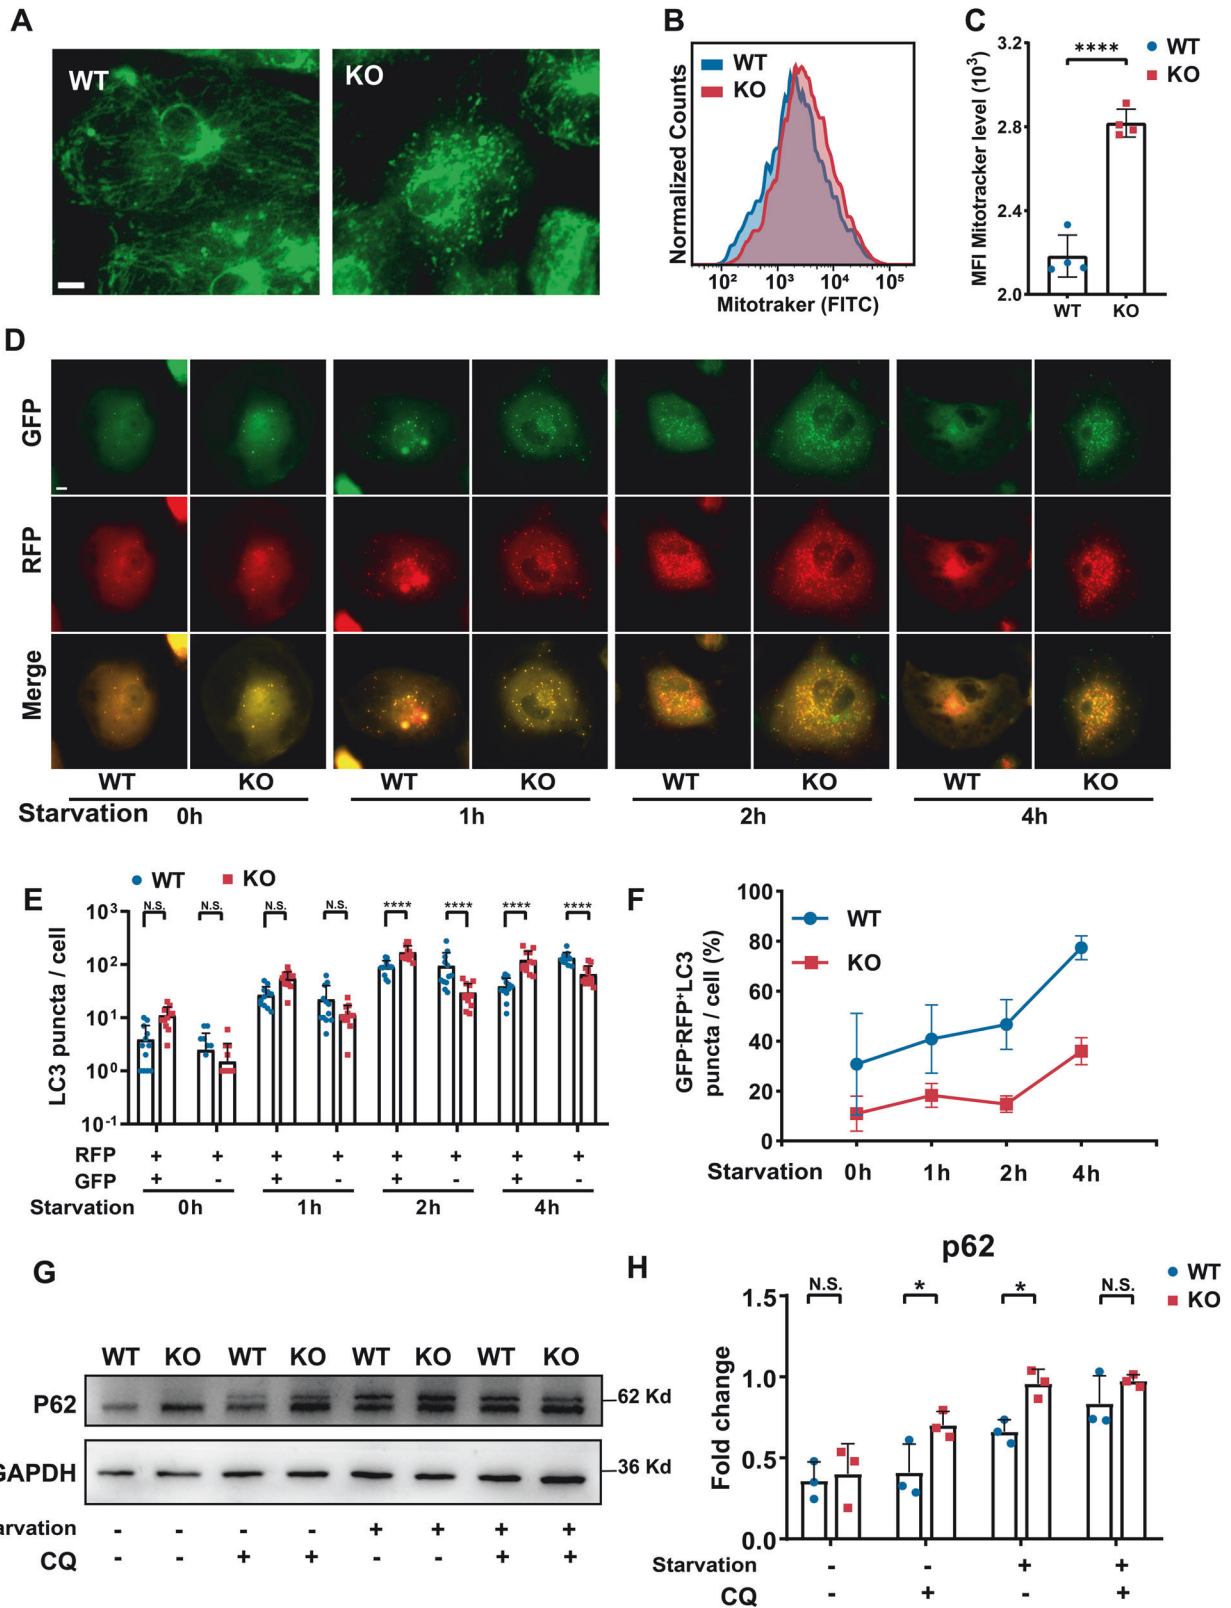 A
WT
KO
B
Normalized Counts
WT
KO
10² 10³ 10⁴ 10⁵
Mitotraker (FITC)
C
MFI Mitotracker level (10³)
3.2
2.8
2.4
2.0
****
WT
KO
WT KO
D
GFP
RFP
Merge
WT KO WT KO WT KO WT KO
Starvation 0h 1h 2h 4h
E
WT KO
LC3 puncta / cell
10³
10²
10¹
10⁰
10⁻¹
N.S. N.S. N.S. N.S. **** **** **** ****
RFP + + + + + + + +
GFP + - + - + - + -
Starvation 0h 1h 2h 4h
F
GFP⁻RFP⁺LC3
puncta / cell (%)
100
80
60
40
20
0
WT
KO
Starvation 0h 1h 2h 4h
G
WT KO WT KO WT KO WT KO
P62
62 Kd
GAPDH
36 Kd
arvation - - - - + + + +
CQ - - + + - - + +
H
p62
WT
KO
Fold change
1.5
1.0
0.5
0.0
N.S. * * N.S.
Starvation - - + +
CQ - + - +